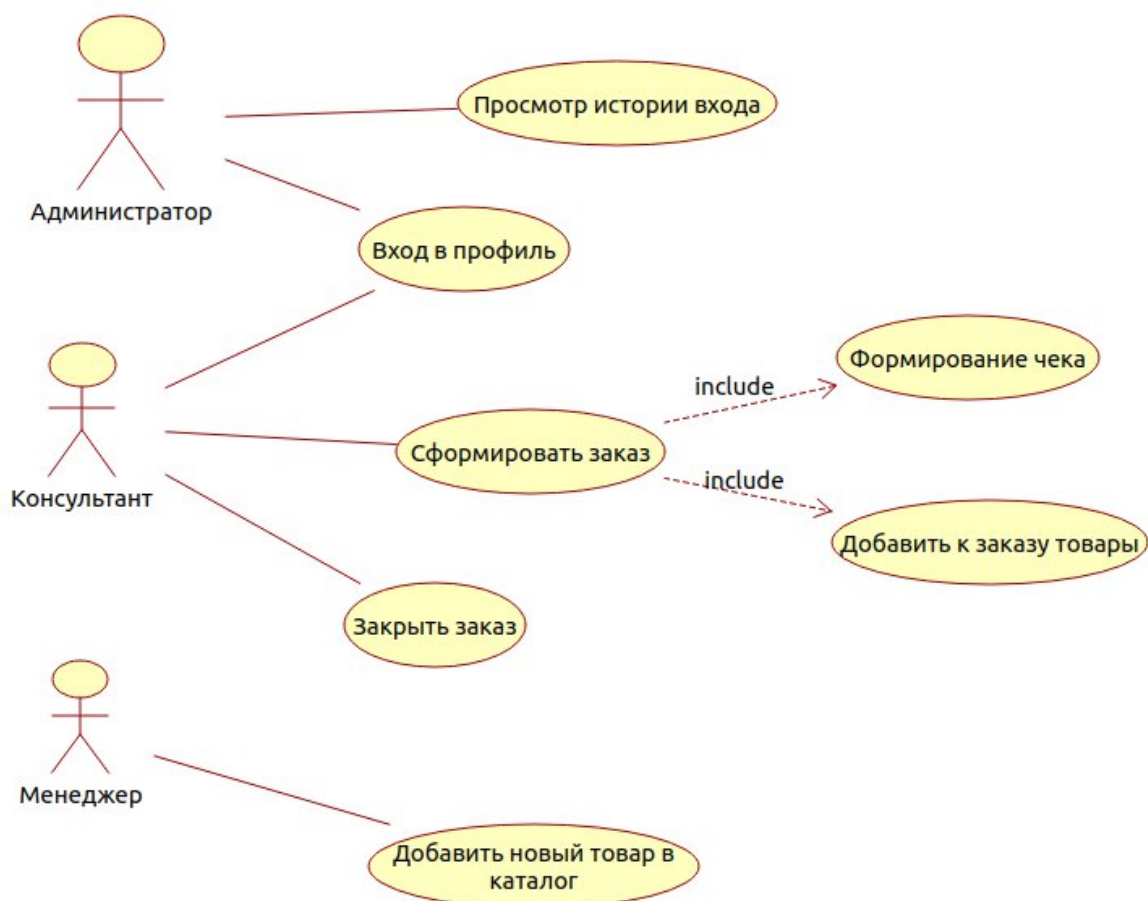 Просмотр истории входа
Администратор
Вход в профиль
Формирование чека
include
Сформировать заказ
include
Консультант
Добавить к заказу товары
Закрыть заказ
Менеджер
Добавить новый товар в
каталог